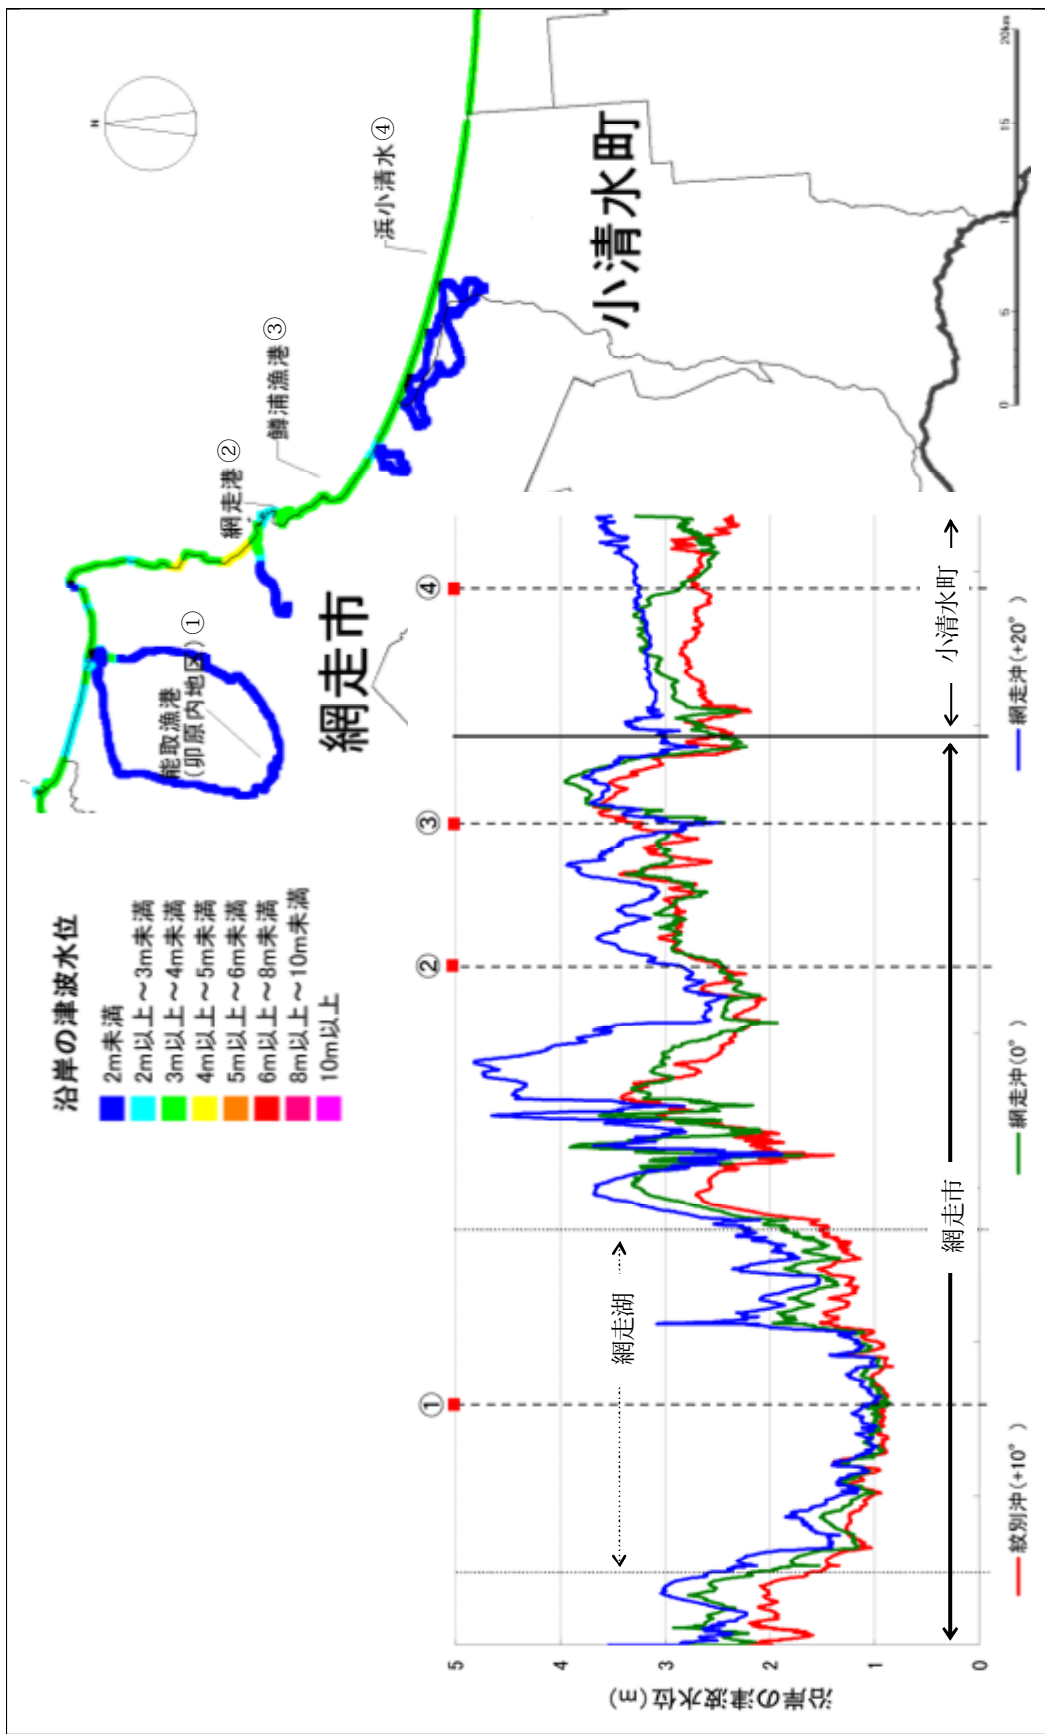 沿岸の津波水位
2m未満
2m以上～3m未満
3m以上～4m未満
4m以上～5m未満
5m以上～6m未満
6m以上～8m未満
8m以上～10m未満
10m以上
能取漁港
(卯原内地区) ①
網走港②
鱒浦漁港③
浜小清水④
網走市
小清水町
N
0
5
10
15
20km
沿岸の津波水位(m)
5
4
3
2
1
0
①
②
③
④
網走湖
網走市
小清水町
紋別沖(+10°)
網走沖(0°)
網走沖(+20°)